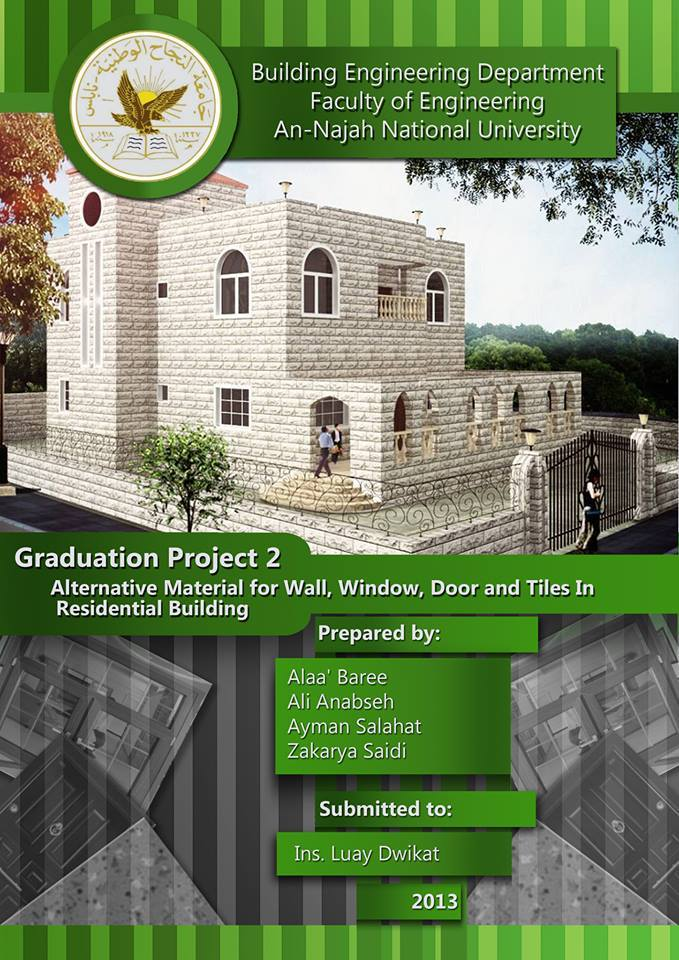 جامعة النجاح الوطنية - نابلس
١٩١٨م
١٣٣٧هـ
Building Engineering Department
Faculty of Engineering
An-Najah National University
Graduation Project 2
Alternative Material for Wall, Window, Door and Tiles In
Residential Building
Prepared by:
Alaa' Baree
Ali Anabseh
Ayman Salahat
Zakarya Saidi
Submitted to:
Ins. Luay Dwikat
2013